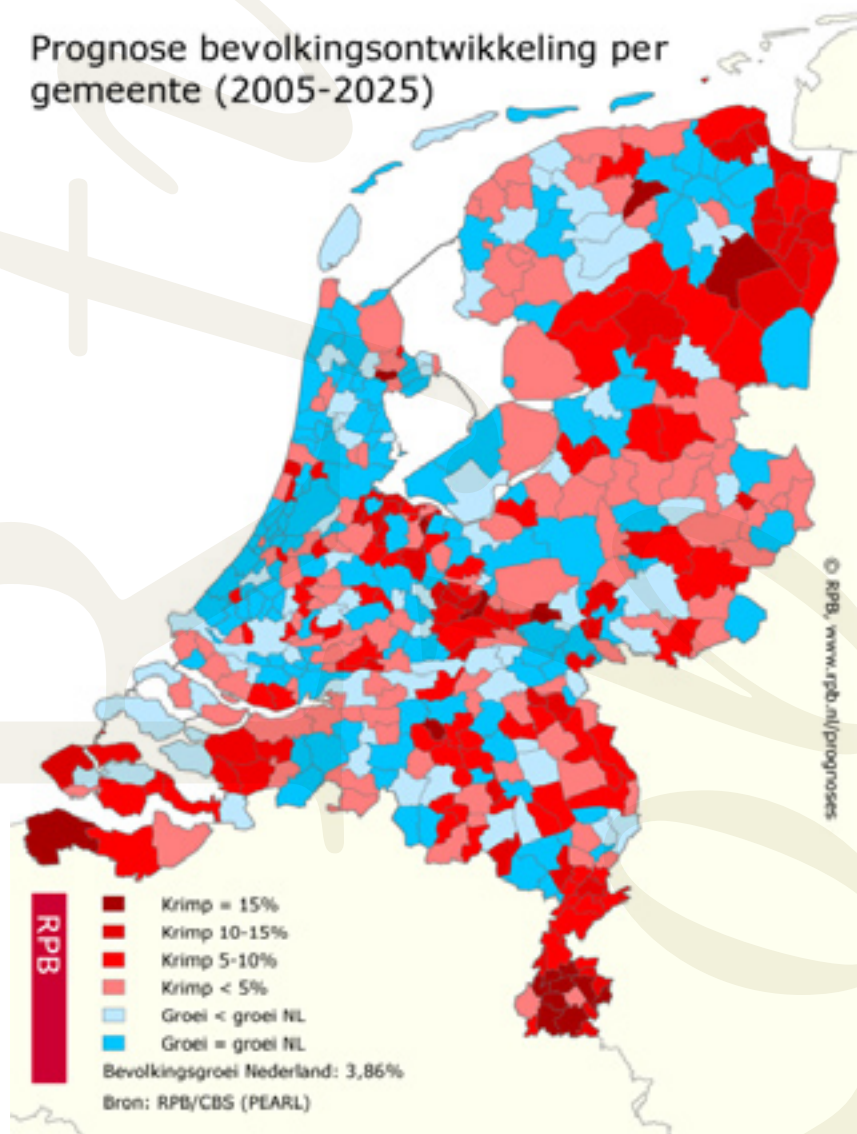 Prognose bevolkingsontwikkeling per
gemeente (2005-2025)
© RPB, www.rpb.nl/prognoses
RPB
Krimp = 15%
Krimp 10-15%
Krimp 5-10%
Krimp < 5%
Groei < groei NL
Groei = groei NL
Bevolkingsgroei Nederland: 3,86%
Bron: RPB/CBS (PEARL)